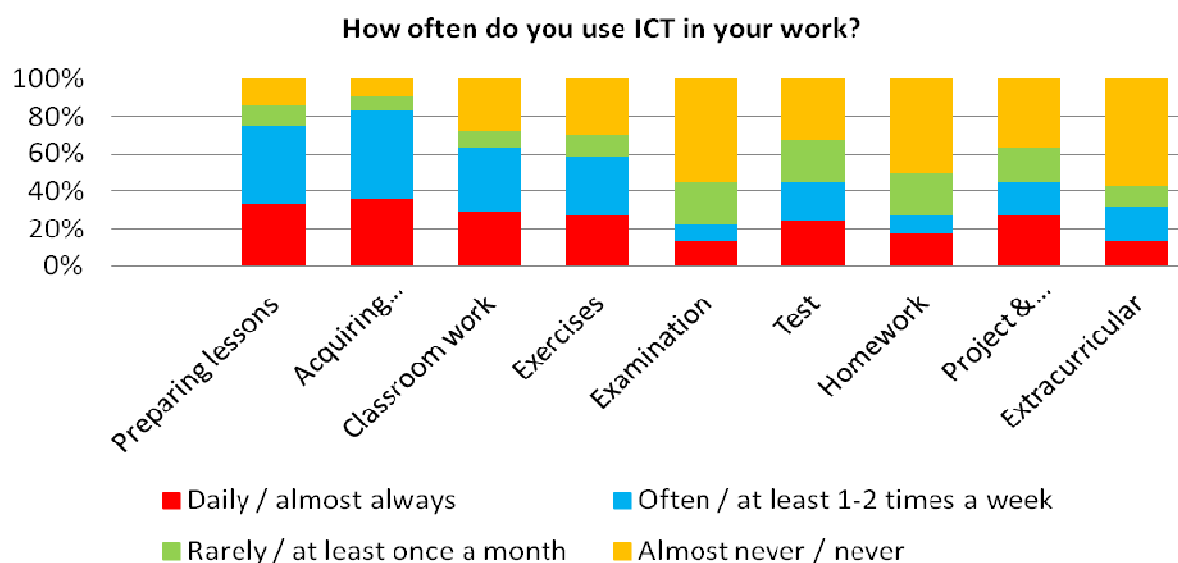 How often do you use ICT in your work?
100%
80%
60%
40%
20%
0%
Preparing lessons
Acquiring...
Classroom work
Exercises
Examination
Test
Homework
Project &...
Extracurricular
Daily / almost always
Often / at least 1-2 times a week
Rarely / at least once a month
Almost never / never